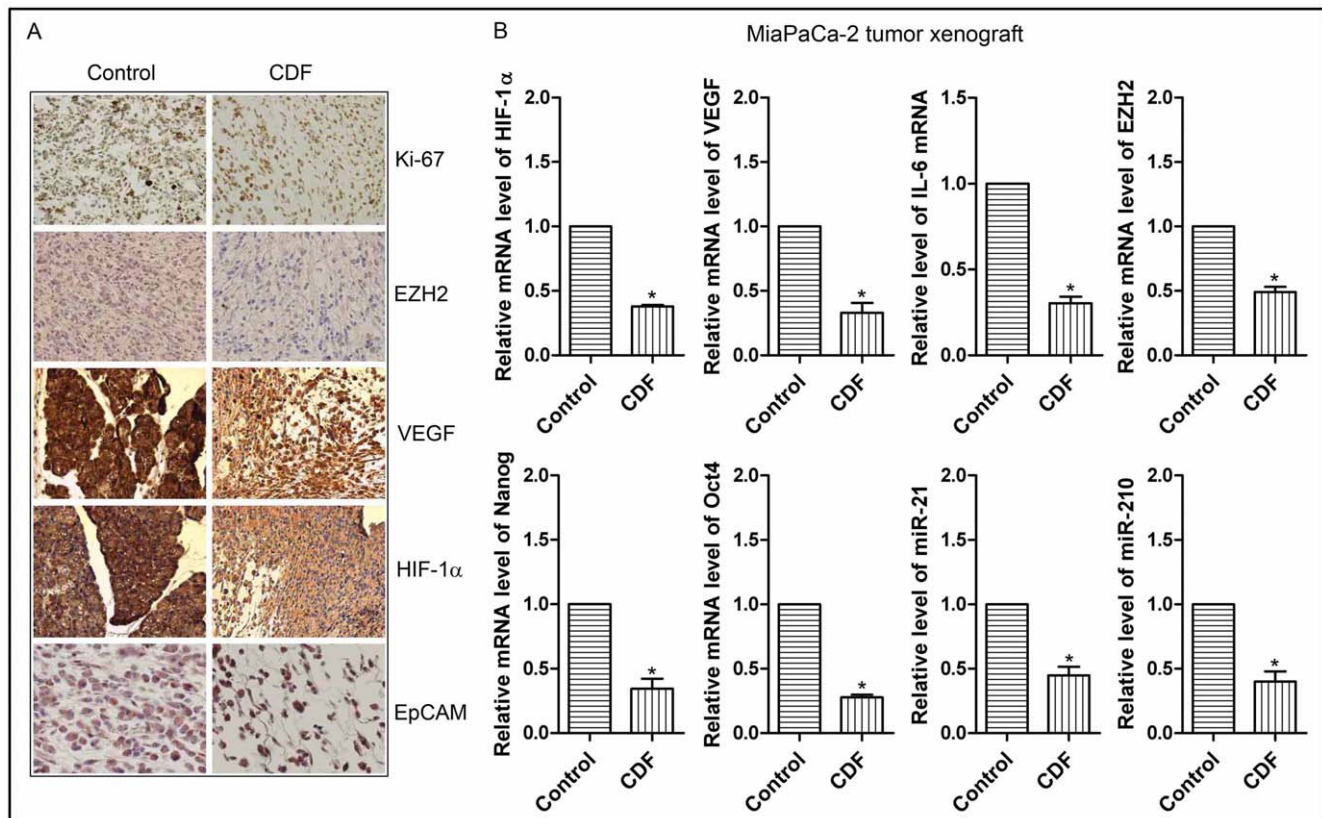 A
Control CDF
Ki-67
EZH2
VEGF
HIF-1α
EpCAM
B
MiaPaCa-2 tumor xenograft
Relative mRNA level of HIF-1α
2.0
1.5
1.0
0.5
0.0
*
Control
CDF
Relative mRNA level of VEGF
2.0
1.5
1.0
0.5
0.0
*
Control
CDF
Relative level of IL-6 mRNA
1.5
1.0
0.5
0.0
*
Control
CDF
Relative mRNA level of EZH2
2.0
1.5
1.0
0.5
0.0
*
Control
CDF
Relative mRNA level of Nanog
2.0
1.5
1.0
0.5
0.0
*
Control
CDF
Relative mRNA level of Oct4
2.0
1.5
1.0
0.5
0.0
*
Control
CDF
Relative level of miR-21
2.0
1.5
1.0
0.5
0.0
*
Control
CDF
Relative level of miR-210
2.0
1.5
1.0
0.5
0.0
*
Control
CDF